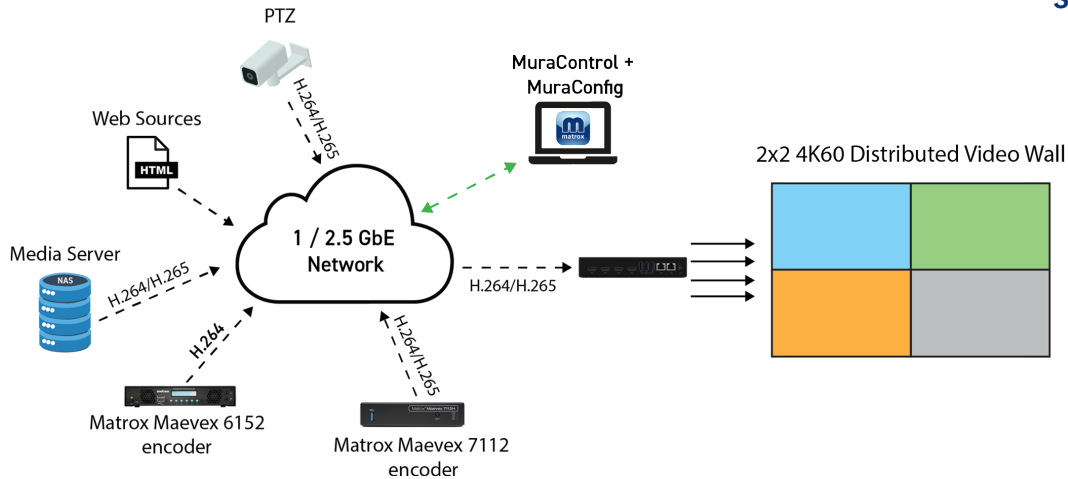 PTZ
MuraControl +
MuraConfig
matrox
H.264/H.265
Web Sources
HTML
2x2 4K60 Distributed Video Wall
1 / 2.5 GbE
Network
Media Server
NAS
H.264/H.265
H.264/H.265
H.264
H.264/H.265
Matrox Maevex 6152
encoder
Matrox Maevex 7112
encoder